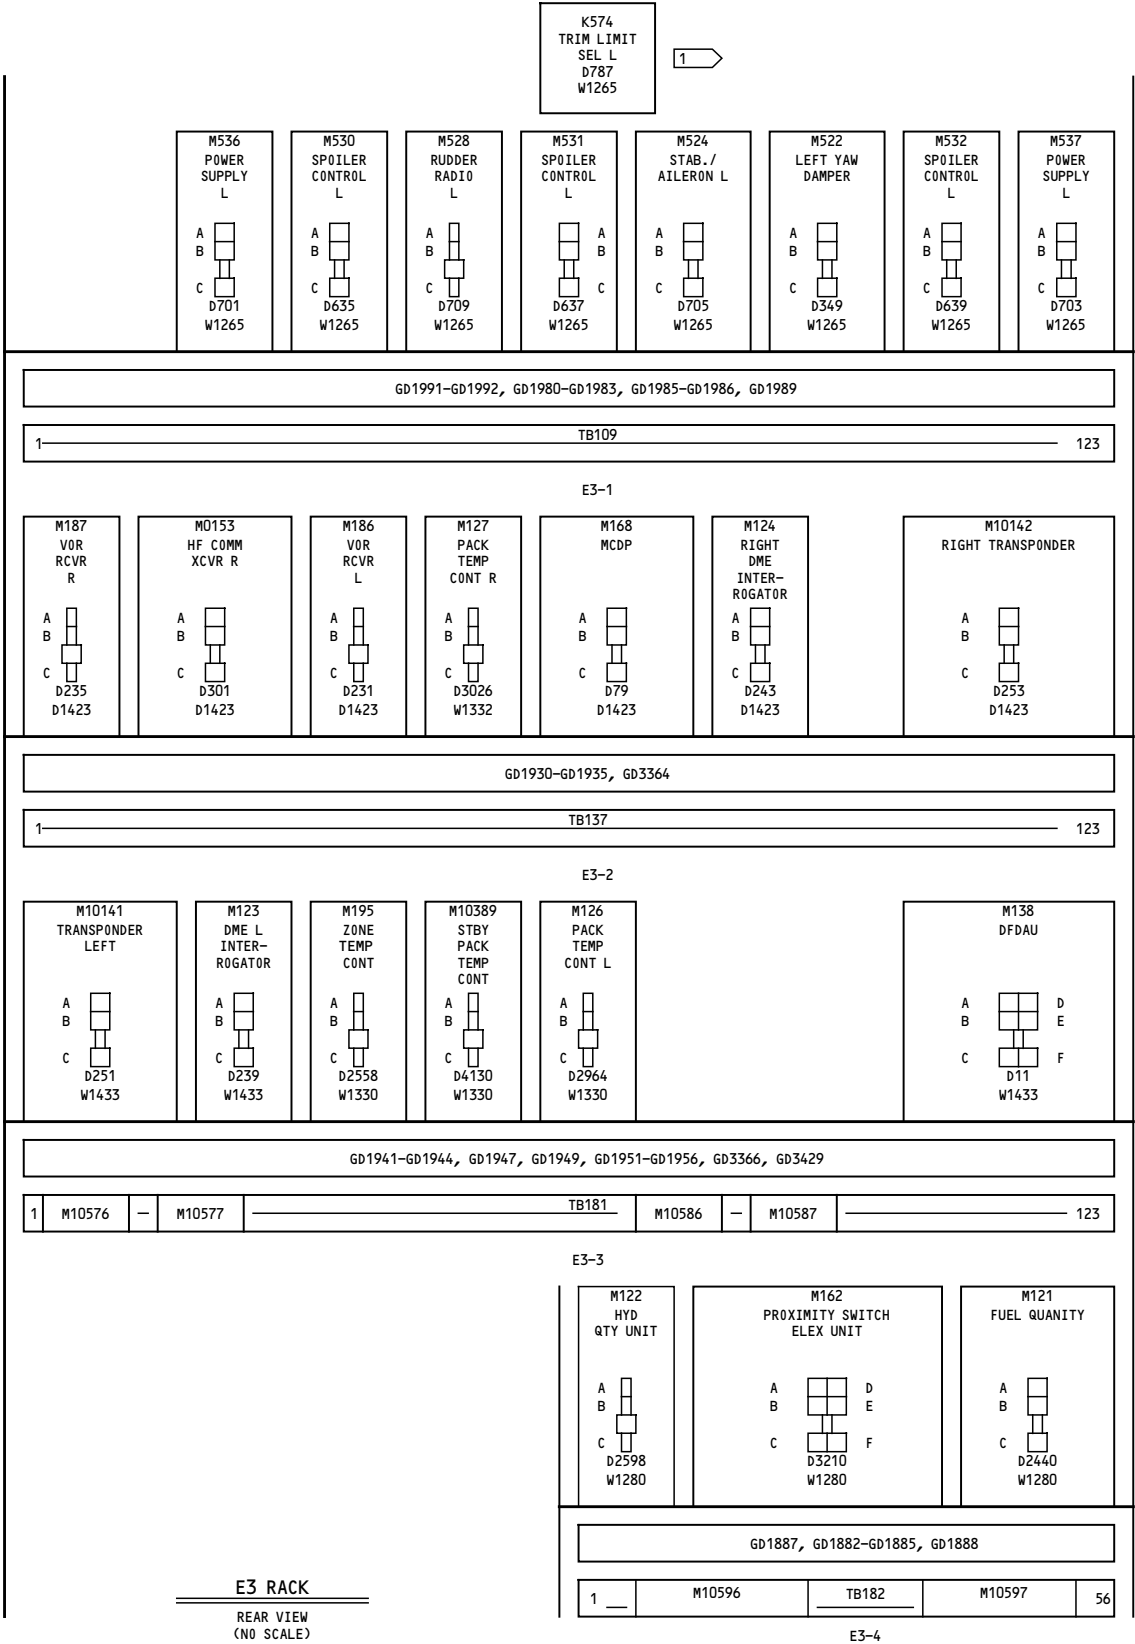 K574
TRIM LIMIT
SEL L
D787
W1265
1
M536
POWER
SUPPLY
L
A
B
C
D701
W1265
M530
SPOILER
CONTROL
L
A
B
C
D635
W1265
M528
RUDDER
RADIO
L
A
B
C
D709
W1265
M531
SPOILER
CONTROL
L
A
B
C
D637
W1265
M524
STAB./
AILERON L
A
B
C
D705
W1265
M522
LEFT YAW
DAMPER
A
B
C
D349
W1265
M532
SPOILER
CONTROL
L
A
B
C
D639
W1265
M537
POWER
SUPPLY
L
A
B
C
D703
W1265
GD1991-GD1992, GD1980-GD1983, GD1985-GD1986, GD1989
1 TB109 123
E3-1
M187
VOR
RCVR
R
A
B
C
D235
D1423
M0153
HF COMM
XCVR R
A
B
C
D301
D1423
M186
VOR
RCVR
L
A
B
C
D231
D1423
M127
PACK
TEMP
CONT R
A
B
C
D3026
W1332
M168
MCDP
A
B
C
D79
D1423
M124
RIGHT
DME
INTER-
ROGATOR
A
B
C
D243
D1423
M10142
RIGHT TRANSPONDER
A
B
C
D253
D1423
GD1930-GD1935, GD3364
1 TB137 123
E3-2
M10141
TRANSPONDER
LEFT
A
B
C
D251
W1433
M123
DME L
INTER-
ROGATOR
A
B
C
D239
W1433
M195
ZONE
TEMP
CONT
A
B
C
D2558
W1330
M10389
STBY
PACK
TEMP
CONT
A
B
C
D4130
W1330
M126
PACK
TEMP
CONT L
A
B
C
D2964
W1330
M138
DFDAU
A D
B E
C F
D11
W1433
GD1941-GD1944, GD1947, GD1949, GD1951-GD1956, GD3366, GD3429
1 M10576 — M10577 TB181 M10586 — M10587 123
E3-3
M122
HYD
QTY UNIT
A
B
C
D2598
W1280
M162
PROXIMITY SWITCH
ELEX UNIT
A D
B E
C F
D3210
W1280
M121
FUEL QUANITY
A
B
C
D2440
W1280
GD1887, GD1882-GD1885, GD1888
1 M10596 TB182 M10597 56
E3-4
E3 RACK
REAR VIEW
(NO SCALE)